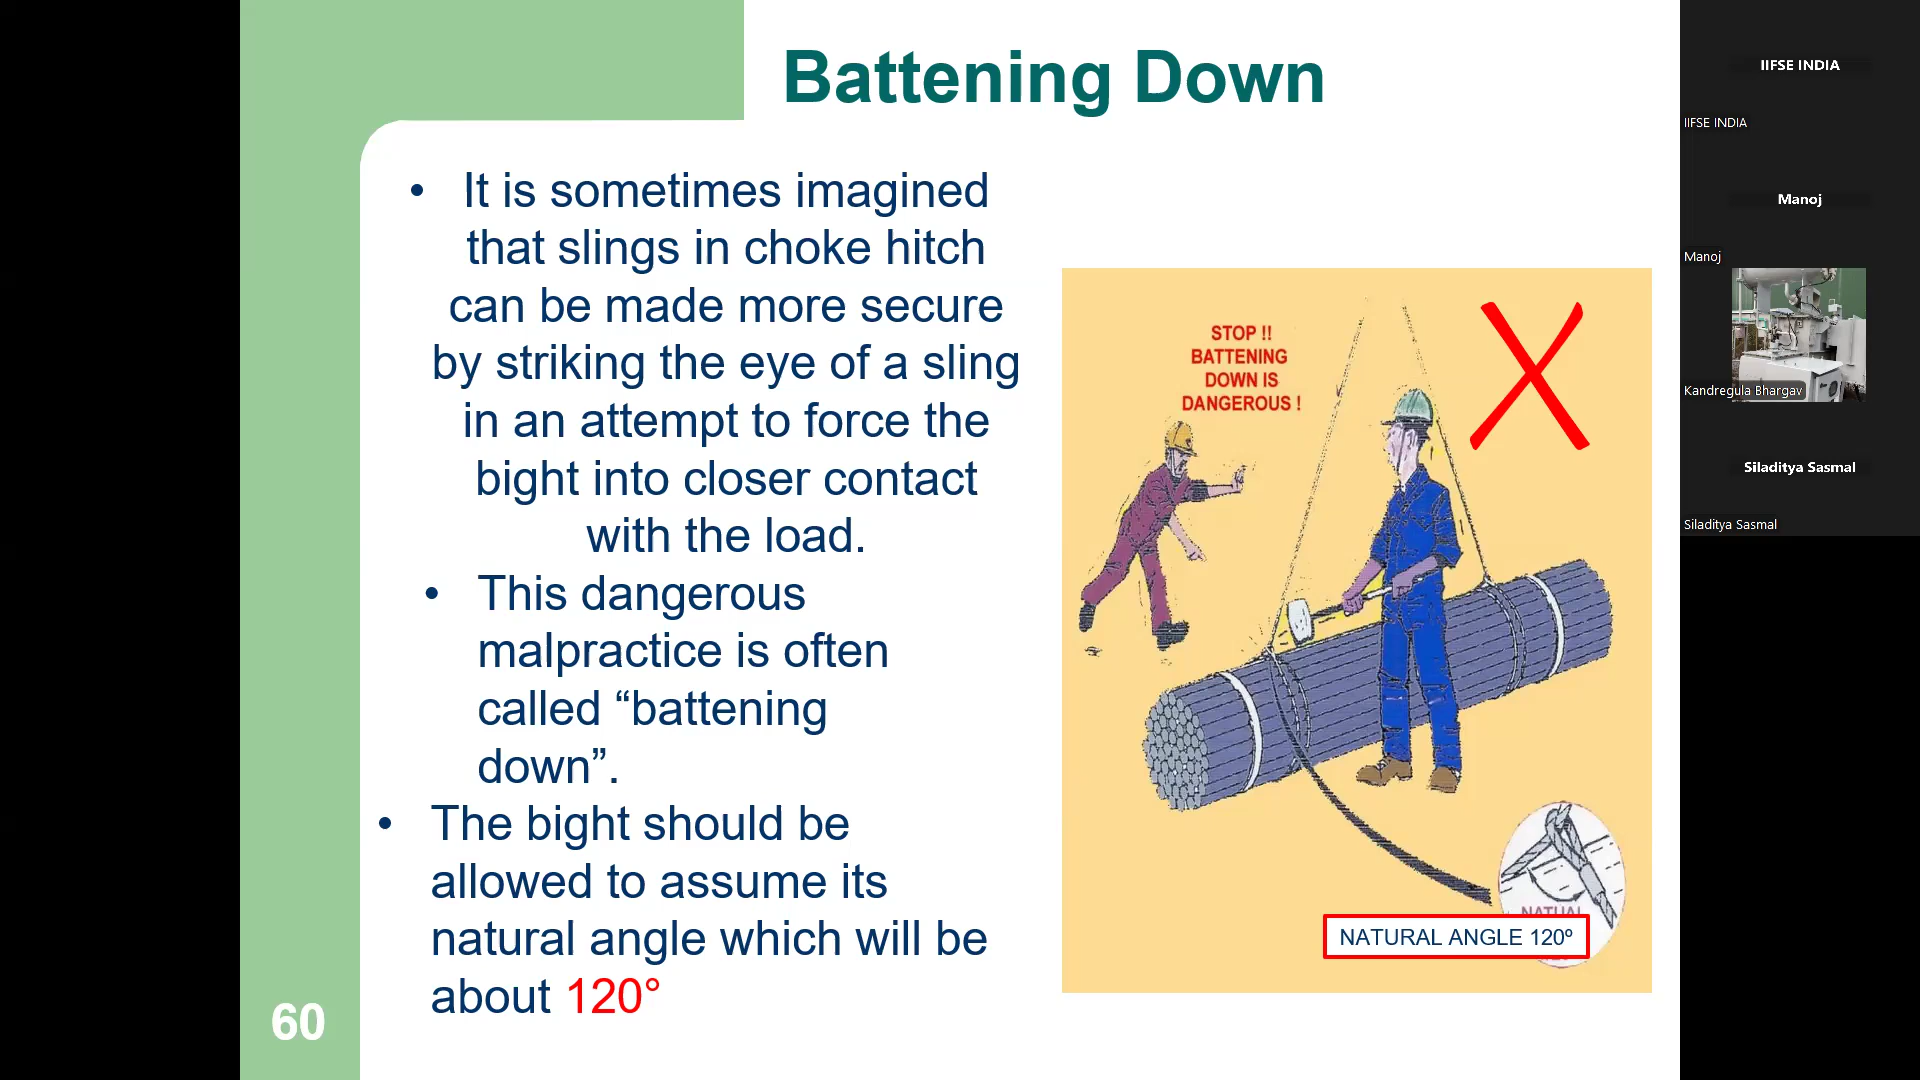 Battening Down
• It is sometimes imagined
that slings in choke hitch
can be made more secure
by striking the eye of a sling
in an attempt to force the
bight into closer contact
with the load.
• This dangerous
malpractice is often
called “battening
down”.
• The bight should be
allowed to assume its
natural angle which will be
about 120°
60
STOP !!
BATTENING
DOWN IS
DANGEROUS !
NATURAL ANGLE 120º
IIFSE INDIA
IIFSE INDIA
Manoj
Manoj
Kandregula Bhargav
Siladitya Sasmal
Siladitya Sasmal